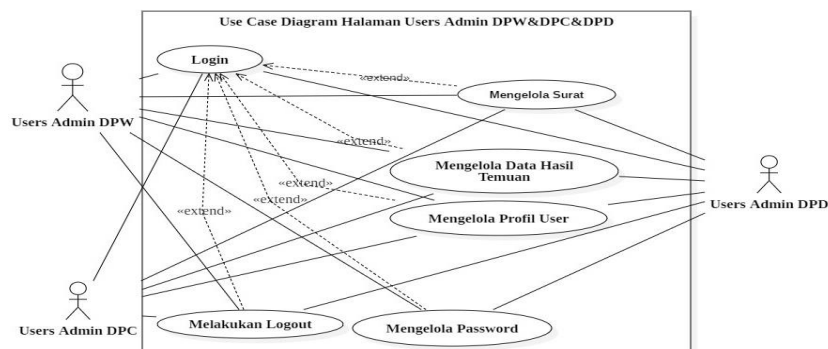 Use Case Diagram Halaman Users Admin DPW&DPC&DPD
Login
«extend»
Mengelola Surat
Users Admin DPW
«extend»
Mengelola Data Hasil
Temuan
«extend»
«extend»
«extend»
Mengelola Profil User
Users Admin DPD
Users Admin DPC
Melakukan Logout
Mengelola Password